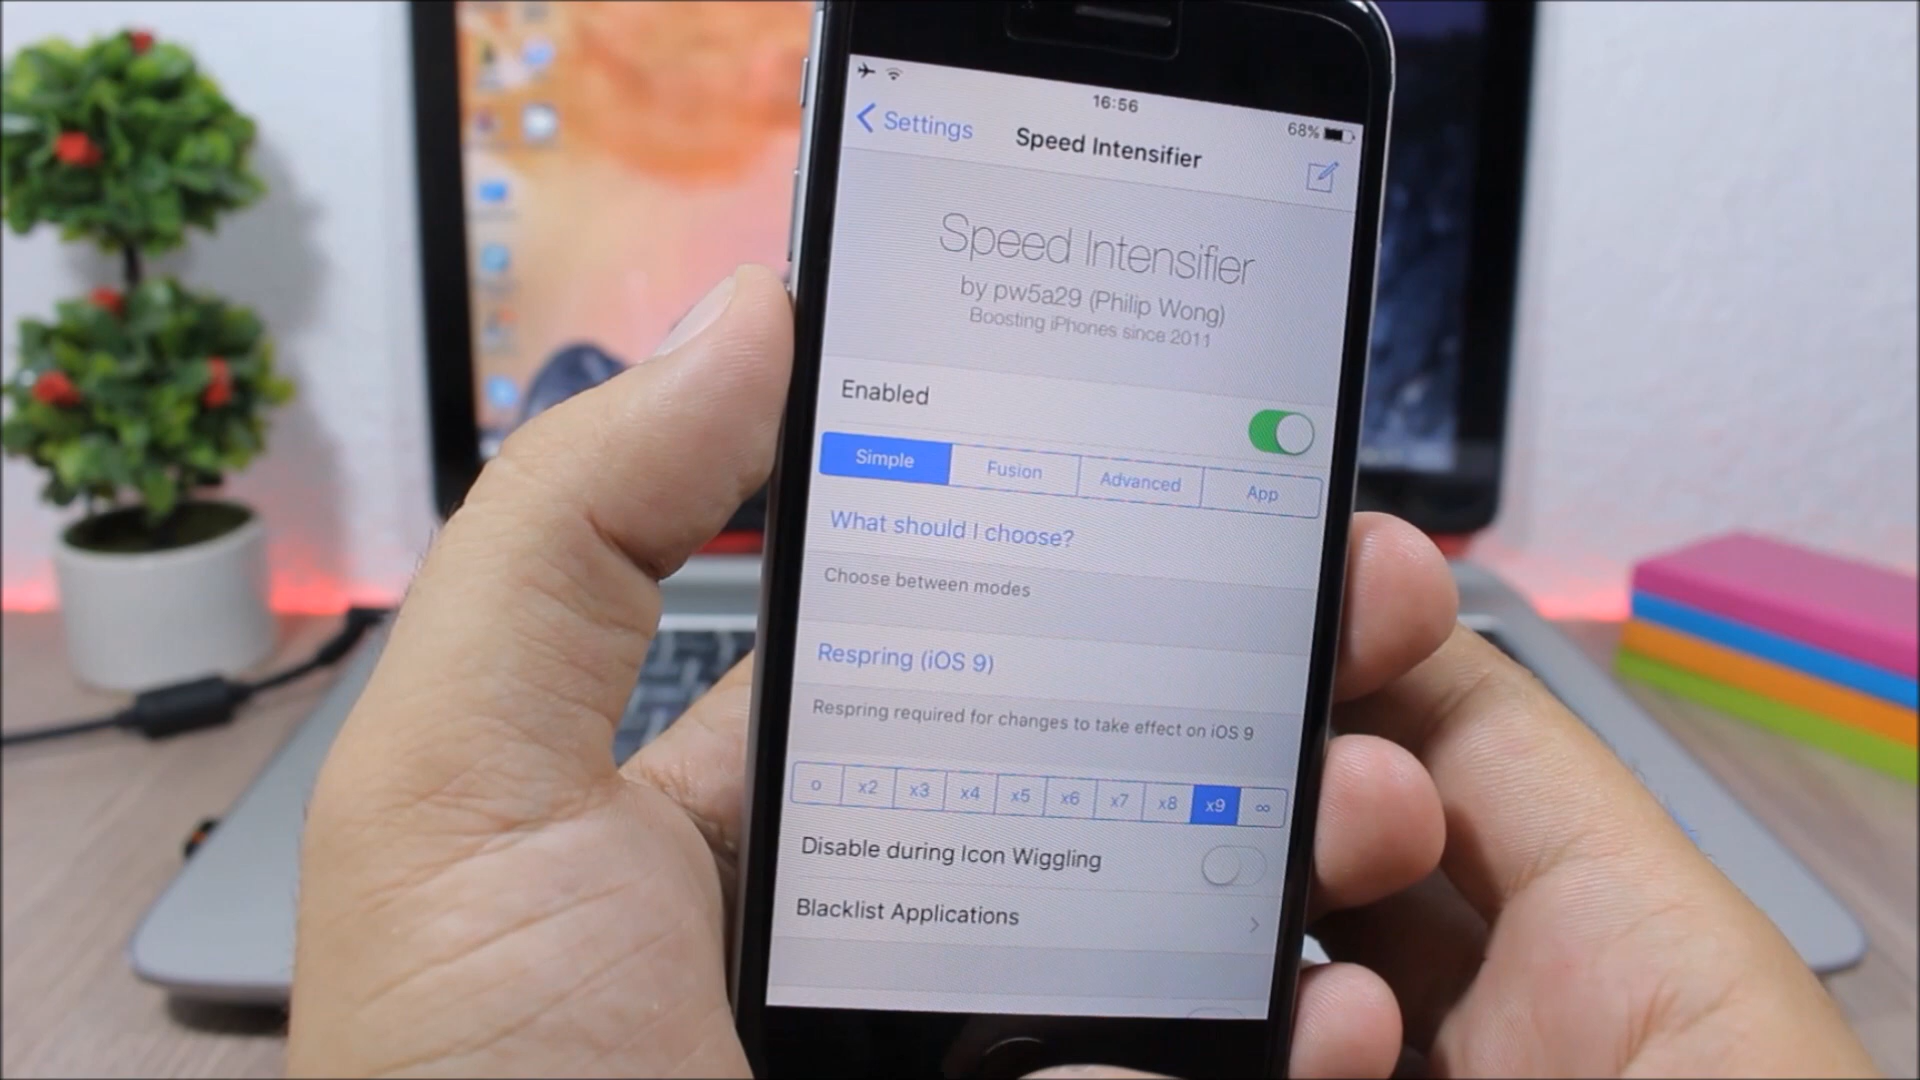 16:56
68%
Settings
Speed Intensifier
Speed Intensifier
by pw5a29 (Philip Wong)
Boosting iPhones since 2011
Enabled
Simple Fusion Advanced App
What should I choose?
Choose between modes
Respring (iOS 9)
Respring required for changes to take effect on iOS 9
o x2 x3 x4 x5 x6 x7 x8 x9 ∞
Disable during Icon Wiggling
Blacklist Applications